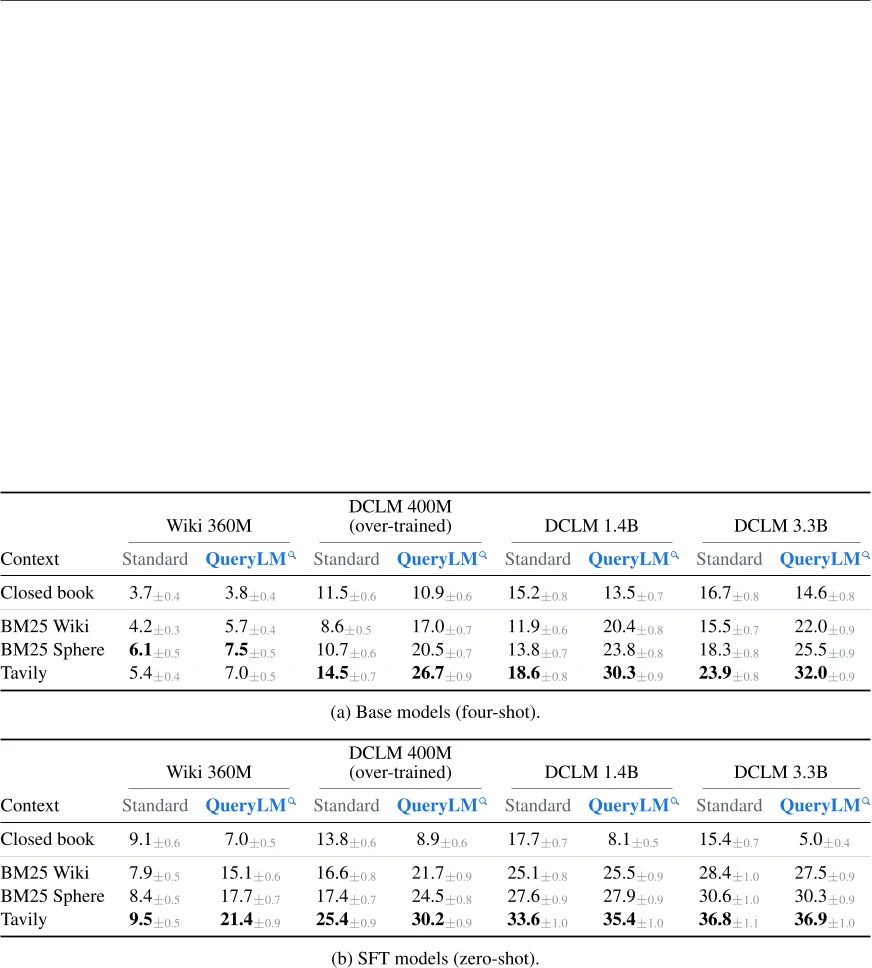 Wiki 360M DCLM 400M (over-trained) DCLM 1.4B DCLM 3.3B
Context Standard QueryLM Standard QueryLM Standard QueryLM Standard QueryLM
Closed book 3.7±0.4 3.8±0.4 11.5±0.6 10.9±0.6 15.2±0.8 13.5±0.7 16.7±0.8 14.6±0.8
BM25 Wiki 4.2±0.3 5.7±0.4 8.6±0.5 17.0±0.7 11.9±0.6 20.4±0.8 15.5±0.7 22.0±0.9
BM25 Sphere 6.1±0.5 7.5±0.5 10.7±0.6 20.5±0.7 13.8±0.7 23.8±0.8 18.3±0.8 25.5±0.9
Tavily 5.4±0.4 7.0±0.5 14.5±0.7 26.7±0.9 18.6±0.8 30.3±0.9 23.9±0.8 32.0±0.9
(a) Base models (four-shot).
Wiki 360M DCLM 400M (over-trained) DCLM 1.4B DCLM 3.3B
Context Standard QueryLM Standard QueryLM Standard QueryLM Standard QueryLM
Closed book 9.1±0.6 7.0±0.5 13.8±0.6 8.9±0.6 17.7±0.7 8.1±0.5 15.4±0.7 5.0±0.4
BM25 Wiki 7.9±0.5 15.1±0.6 16.6±0.8 21.7±0.9 25.1±0.8 25.5±0.9 28.4±1.0 27.5±0.9
BM25 Sphere 8.4±0.5 17.7±0.7 17.4±0.7 24.5±0.8 27.6±0.9 27.9±0.9 30.6±1.0 30.3±0.9
Tavily 9.5±0.5 21.4±0.9 25.4±0.9 30.2±0.9 33.6±1.0 35.4±1.0 36.8±1.1 36.9±1.0
(b) SFT models (zero-shot).